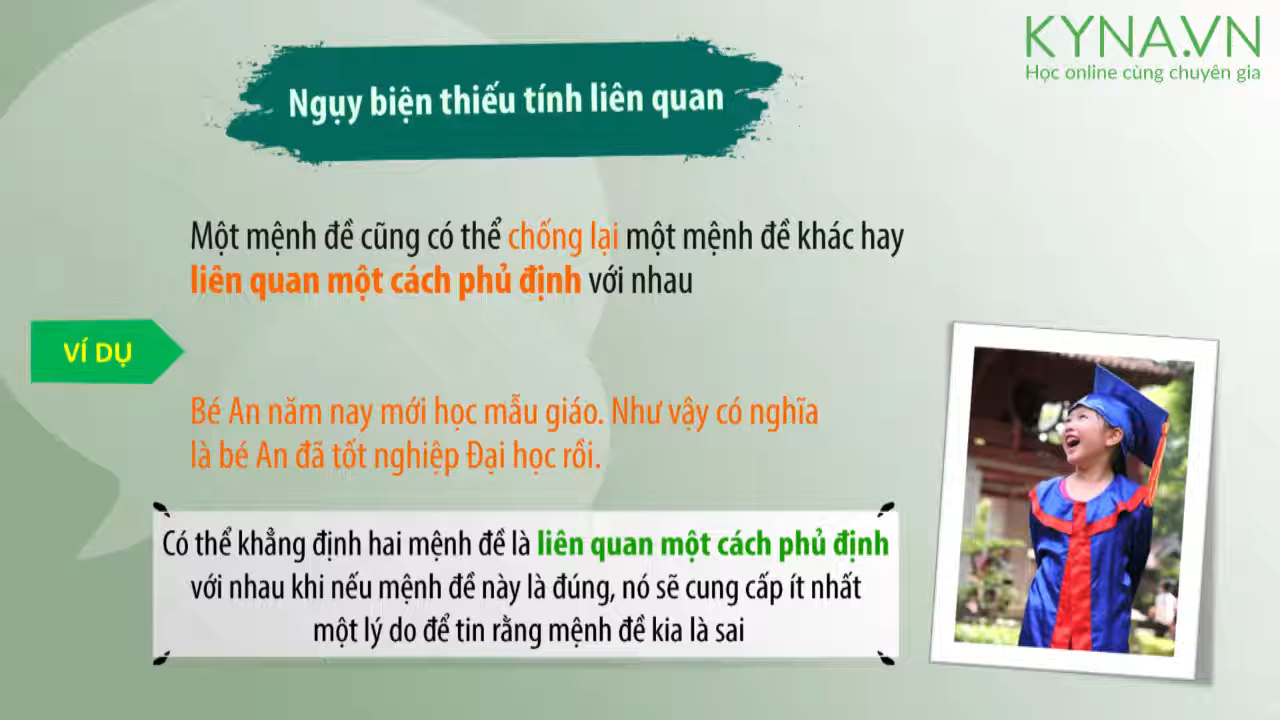 KYNA.VN
Học online cùng chuyên gia
Ngụy biện thiếu tính liên quan
Một mệnh đề cũng có thể chống lại một mệnh đề khác hay
liên quan một cách phủ định với nhau
VÍ DỤ
Bé An năm nay mới học mẫu giáo. Như vậy có nghĩa
là bé An đã tốt nghiệp Đại học rồi.
Có thể khẳng định hai mệnh đề là liên quan một cách phủ định
với nhau khi nếu mệnh đề này là đúng, nó sẽ cung cấp ít nhất
một lý do để tin rằng mệnh đề kia là sai